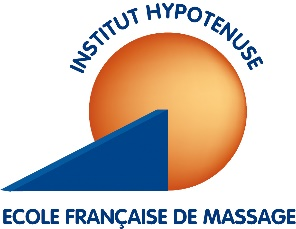 INSTITUT HYPOTENUSE
ECOLE FRANÇAISE DE MASSAGE